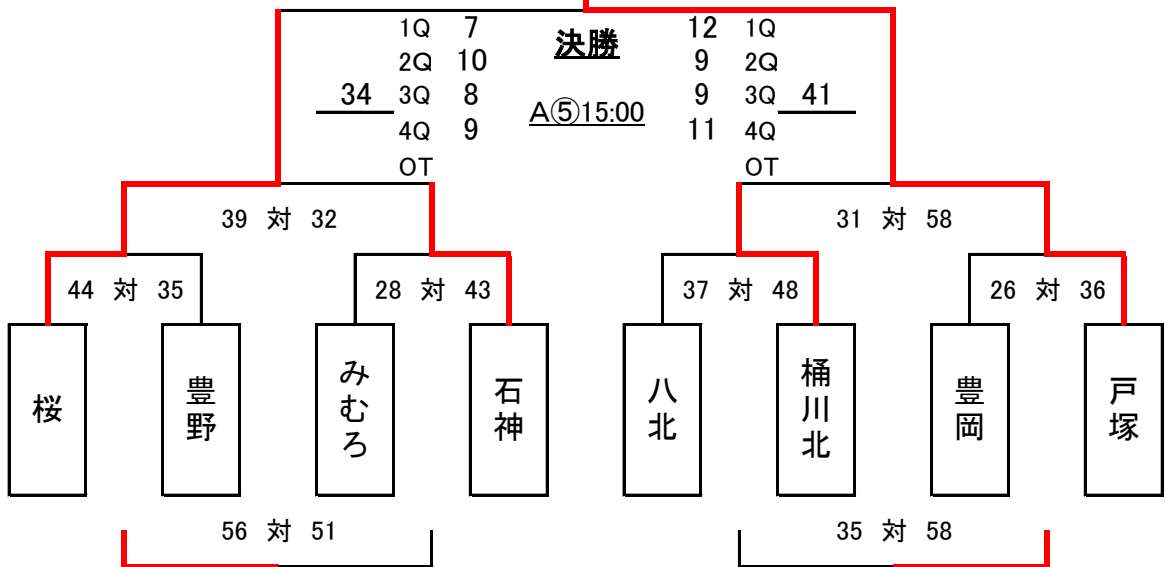 1Q 7 決勝 12 1Q
2Q 10 9 2Q
34 3Q 8 A⑤15:00 9 3Q 41
4Q 9 11 4Q
OT OT
39 対 32 31 対 58
44 対 35 28 対 43 37 対 48 26 対 36
桜
豊野
みむろ
石神
八北
桶川北
豊岡
戸塚
56 対 51 35 対 58